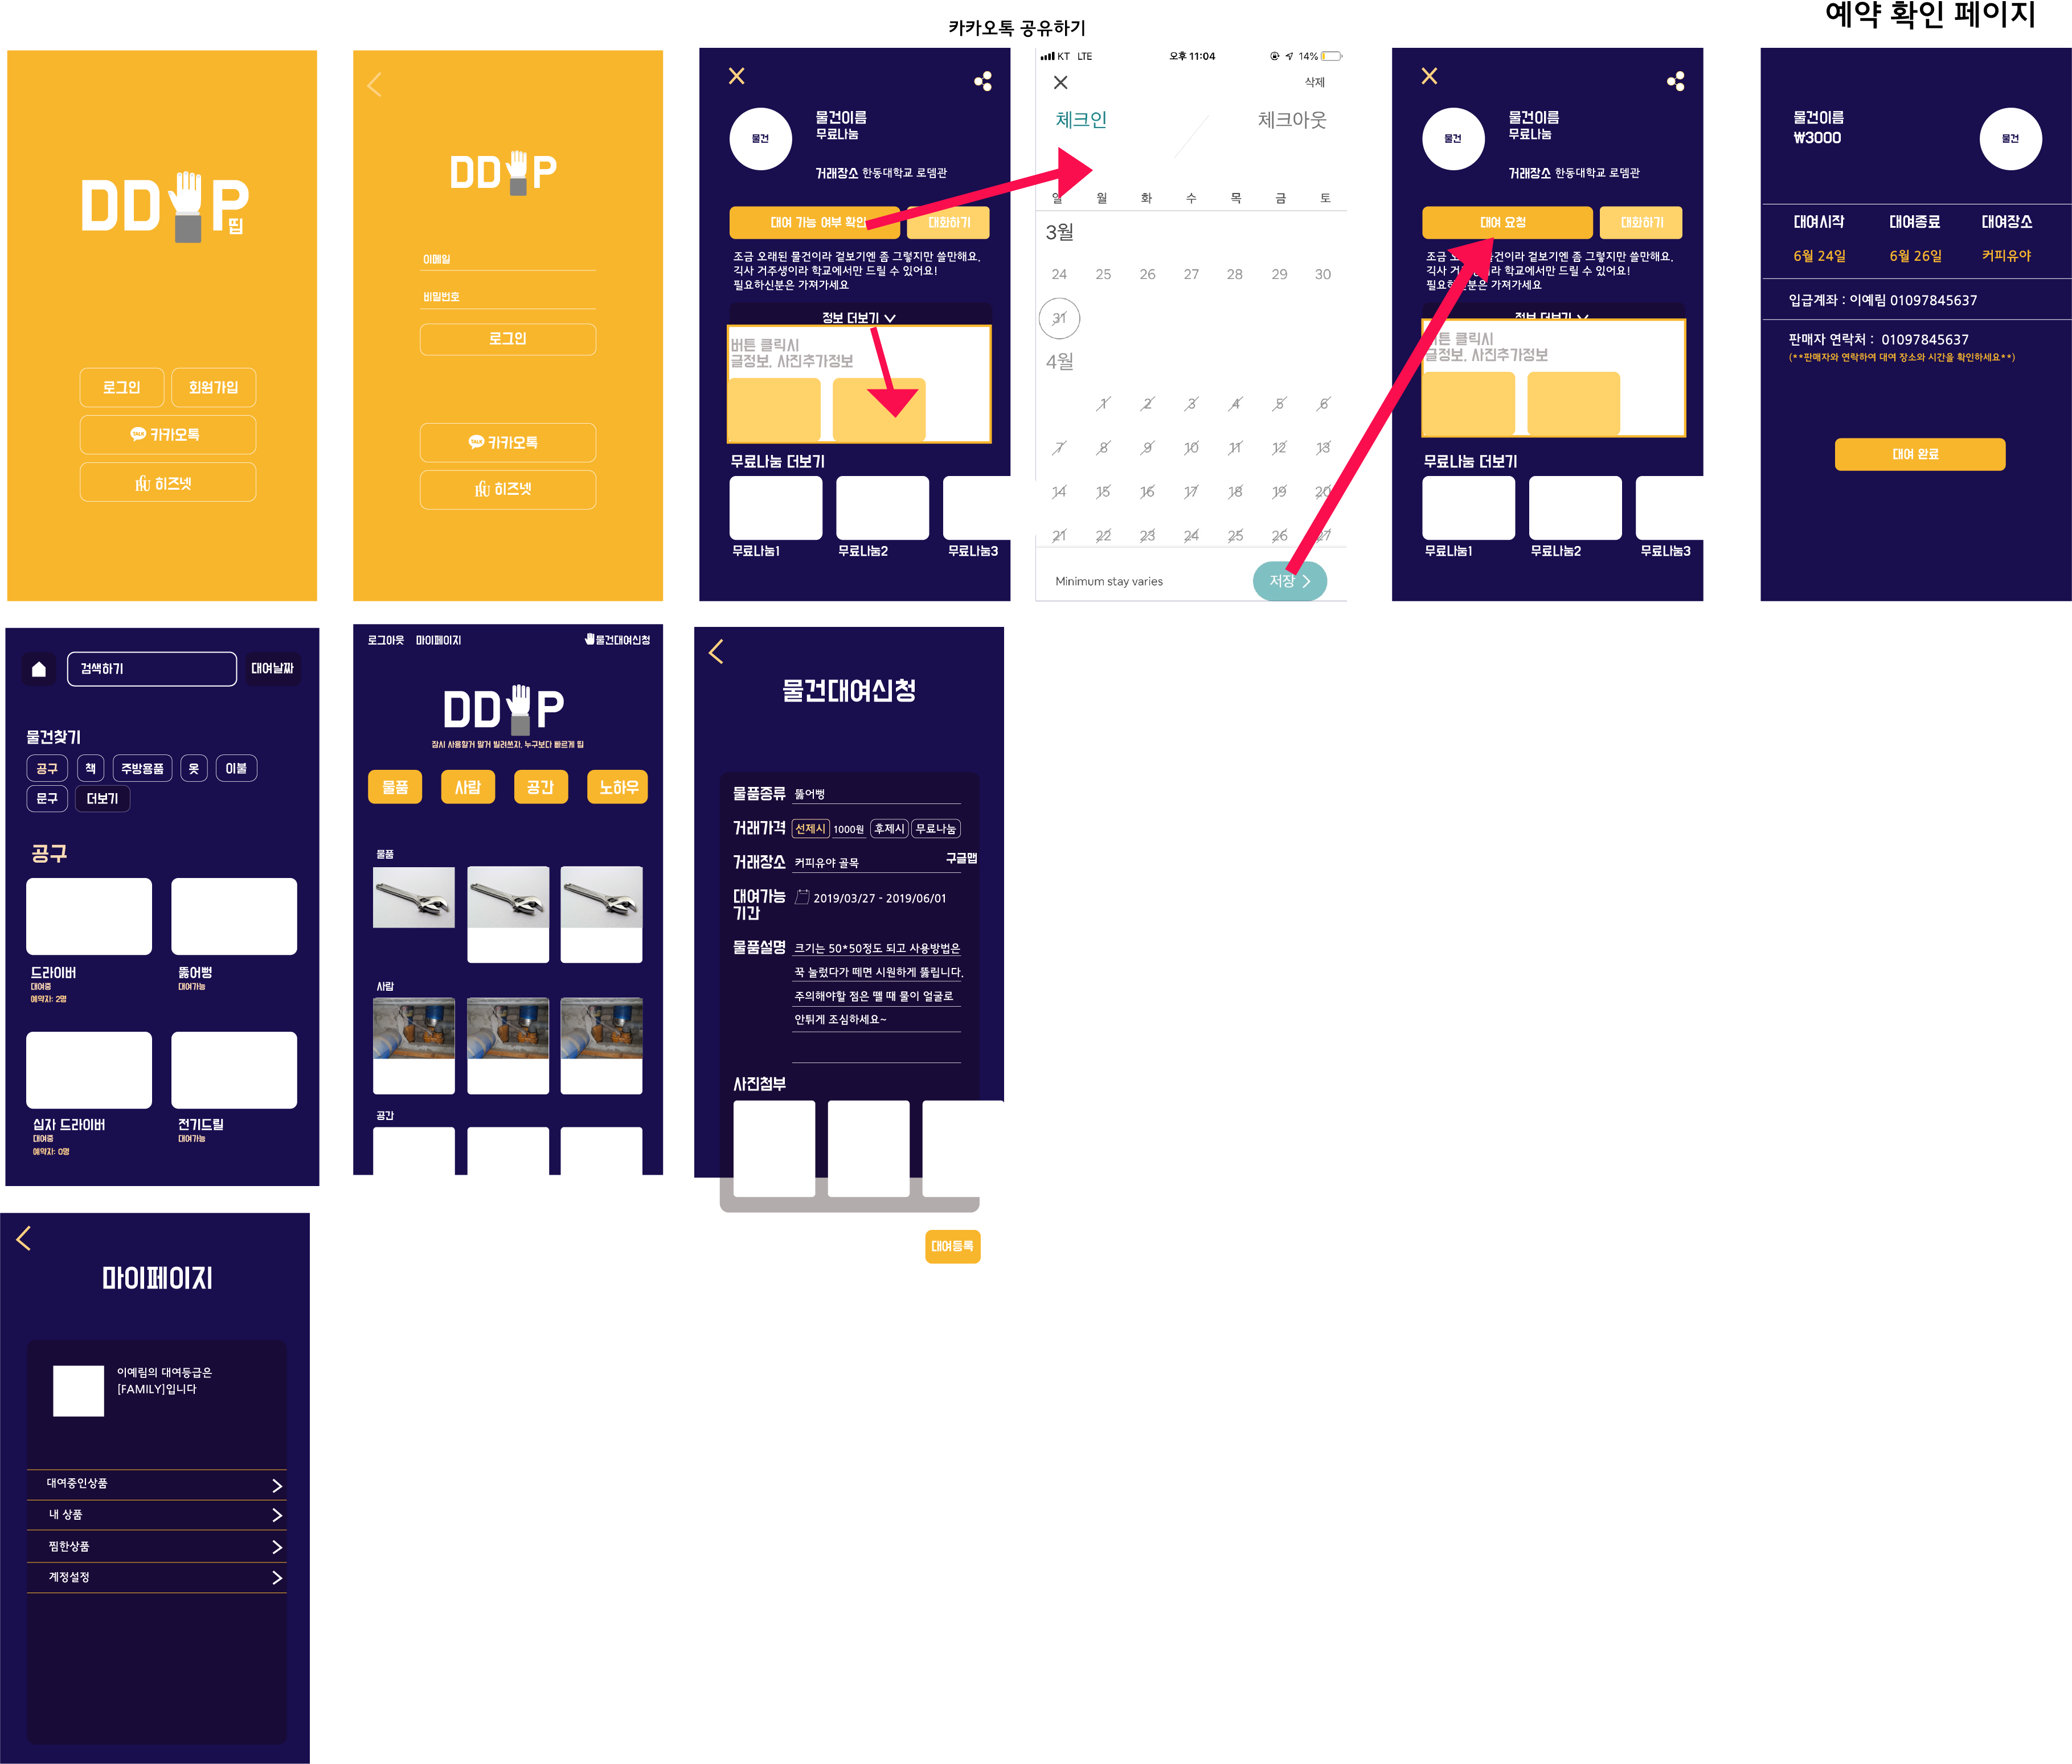 카카오톡 공유하기
예약 확인 페이지
DD P
띱
로그인
회원가입
TALK 카카오톡
HGU 히즈넷
DD P
이메일
비밀번호
로그인
TALK 카카오톡
HGU 히즈넷
물건
물건이름
무료나눔
거래장소 한동대학교 로뎀관
대여 가능 여부 확인
대화하기
조금 오래된 물건이라 겉보기엔 좀 그렇지만 쓸만해요.
긱사 거주생이라 학교에서만 드릴 수 있어요!
필요하신분은 가져가세요
정보 더보기
버튼 클릭시
글정보, 사진추가정보
무료나눔 더보기
무료나눔1
무료나눔2
무료나눔3
KT LTE
오후 11:04
14%
삭제
체크인
체크아웃
일 월 화 수 목 금 토
3월
24 25 26 27 28 29 30
31
4월
1 2 3 4 5 6
7 8 9 10 11 12 13
14 15 16 17 18 19 20
21 22 23 24 25 26 27
Minimum stay varies
저장
물건
물건이름
무료나눔
거래장소 한동대학교 로뎀관
대여 요청
대화하기
조금 오 건이라 겉보기엔 좀 그렇지만 쓸만해요.
긱사 거 이라 학교에서만 드릴 수 있어요!
필요하신분은 가져가세요
정보 더보기
버튼 클릭시
글정보, 사진추가정보
무료나눔 더보기
무료나눔1
무료나눔2
무료나눔3
물건이름
₩3000
물건
대여시작 대여종료 대여장소
6월 24일 6월 26일 커피유야
입금계좌 : 이예림 01097845637
판매자 연락처 : 01097845637
(**판매자와 연락하여 대여 장소와 시간을 확인하세요**)
대여 완료
검색하기
대여날짜
물건찾기
공구 책 주방용품 옷 이불
문구 더보기
공구
드라이버
대여중
예약자: 2명
뚫어뻥
대여가능
십자 드라이버
대여중
예약자: 0명
전기드릴
대여가능
로그아웃 마이페이지
물건대여신청
DD P
잠시 사용할거 말거 빌려쓰자, 누구보다 빠르게 띱
물품 사람 공간 노하우
물품
사람
공간
물건대여신청
물품종류 뚫어뻥
거래가격 선제시 1000원 후제시 무료나눔
거래장소 커피유야 골목 구글맵
대여가능
기간
2019/03/27 - 2019/06/01
물품설명 크기는 50*50정도 되고 사용방법은
꾹 눌렀다가 떼면 시원하게 뚫립니다.
주의해야할 점은 뗄 때 물이 얼굴로
안튀게 조심하세요~
사진첨부
대여등록
마이페이지
이예림의 대여등급은
[FAMILY]입니다
대여중인상품
내 상품
찜한상품
계정설정